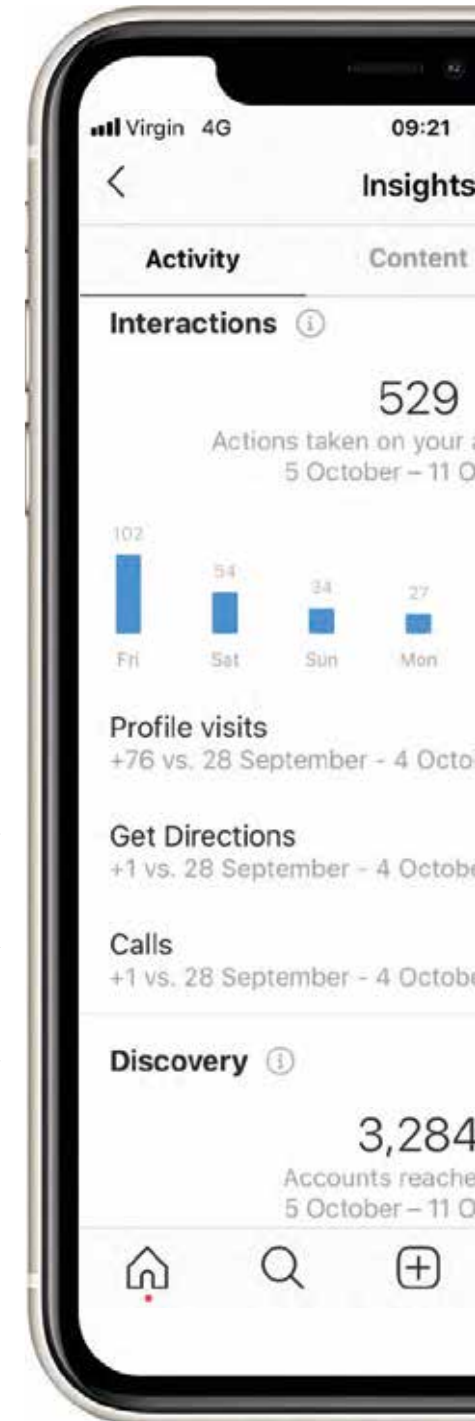 Virgin 4G 09:21
Insights
Activity Content
Interactions
529
Actions taken on your a
5 October – 11 O
102 54 34 27
Fri Sat Sun Mon
Profile visits
+76 vs. 28 September - 4 Octo
Get Directions
+1 vs. 28 September - 4 Octobe
Calls
+1 vs. 28 September - 4 Octobe
Discovery
3,284
Accounts reache
5 October – 11 O